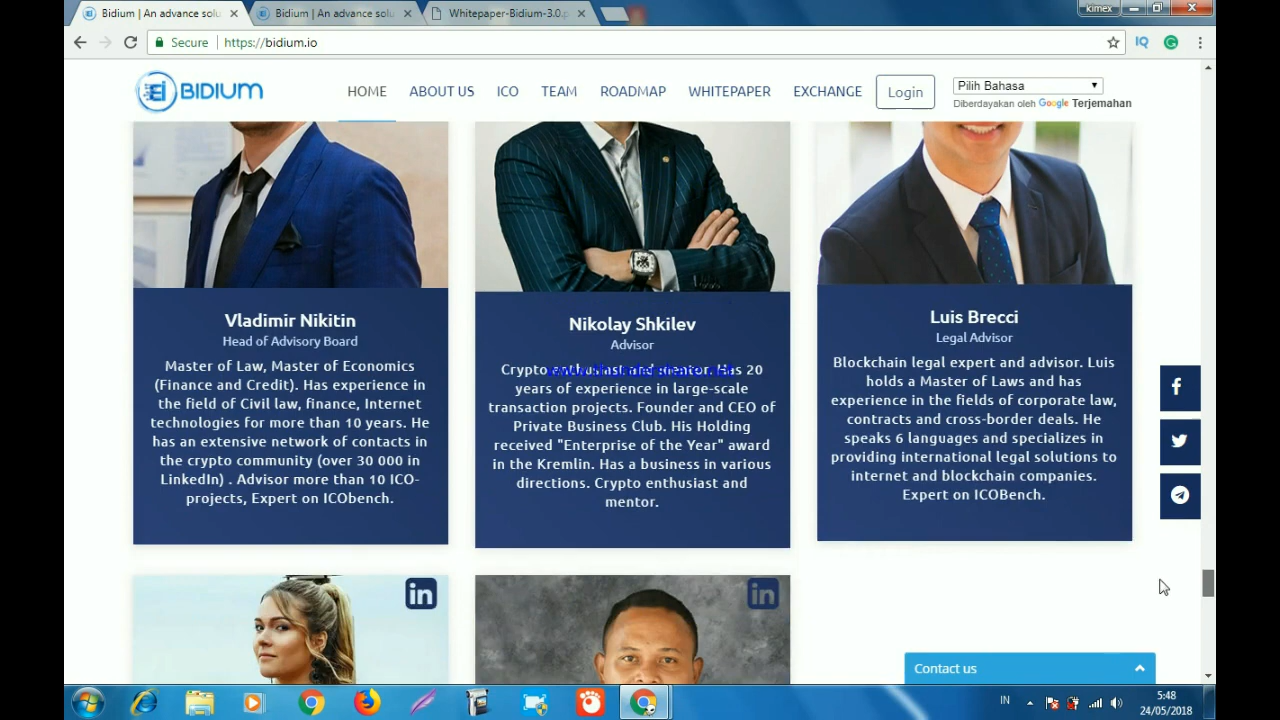 kimex
Bidium | An advance solu
Bidium | An advance solu
Whitepaper-Bidium-3.0.p
Secure
https://bidium.io
BIDIUM
HOME
ABOUT US
ICO
TEAM
ROADMAP
WHITEPAPER
EXCHANGE
Login
Pilih Bahasa
Diberdayakan oleh Google Terjemahan
Vladimir Nikitin
Head of Advisory Board
Master of Law, Master of Economics
(Finance and Credit). Has experience in
the field of Civil law, finance, Internet
technologies for more than 10 years. He
has an extensive network of contacts in
the crypto community (over 30 000 in
LinkedIn) . Advisor more than 10 ICO-
projects, Expert on ICObench.
Nikolay Shkilev
Advisor
Crypto Has 20
years of experience in large-scale
transaction projects. Founder and CEO of
Private Business Club. His Holding
received "Enterprise of the Year" award
in the Kremlin. Has a business in various
directions. Crypto enthusiast and
mentor.
Luis Brecci
Legal Advisor
Blockchain legal expert and advisor. Luis
holds a Master of Laws and has
experience in the fields of corporate law,
contracts and cross-border deals. He
speaks 6 languages and specializes in
providing international legal solutions to
internet and blockchain companies.
Expert on ICOBench.
in
in
Contact us
IN
5:48
24/05/2018